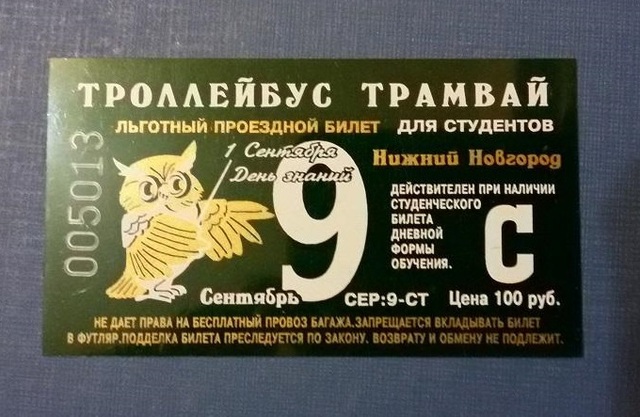 ТРОЛЛЕЙБУС ТРАМВАЙ
ЛЬГОТНЫЙ ПРОЕЗДНОЙ БИЛЕТ ДЛЯ СТУДЕНТОВ
005013
1 Сентября
День знаний
9
Нижний Новгород
ДЕЙСТВИТЕЛЕН ПРИ НАЛИЧИИ
СТУДЕНЧЕСКОГО
БИЛЕТА
ДНЕВНОЙ
ФОРМЫ
ОБУЧЕНИЯ.
С
Сентябрь СЕР:9-СТ Цена 100 руб.
НЕ ДАЕТ ПРАВА НА БЕСПЛАТНЫЙ ПРОВОЗ БАГАЖА.ЗАПРЕЩАЕТСЯ ВКЛАДЫВАТЬ БИЛЕТ
В ФУТЛЯР.ПОДДЕЛКА БИЛЕТА ПРЕСЛЕДУЕТСЯ ПО ЗАКОНУ. ВОЗВРАТУ И ОБМЕНУ НЕ ПОДЛЕЖИТ.